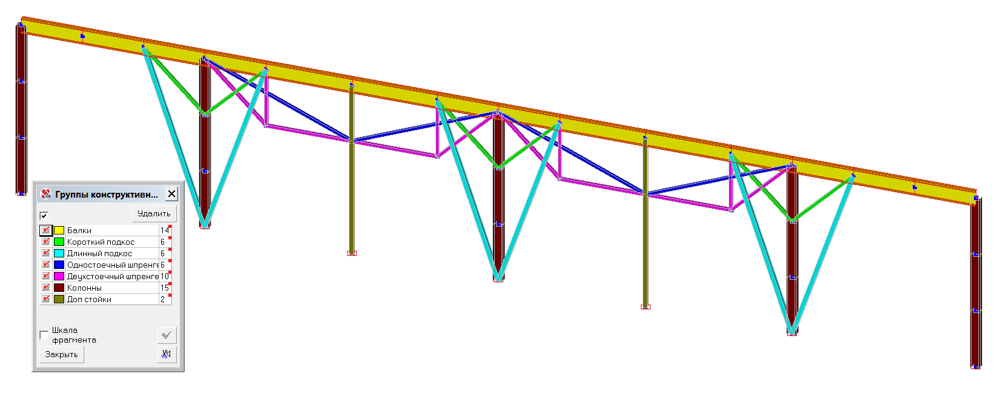 Группы конструктивн...
Удалить
Балки 14
Короткий подкос 6
Длинный подкос 6
Одностоечный шпренге 6
Двухстоечный шпренге 10
Колонны 15
Доп стойки 2
Шкала
фрагмента
Закрыть